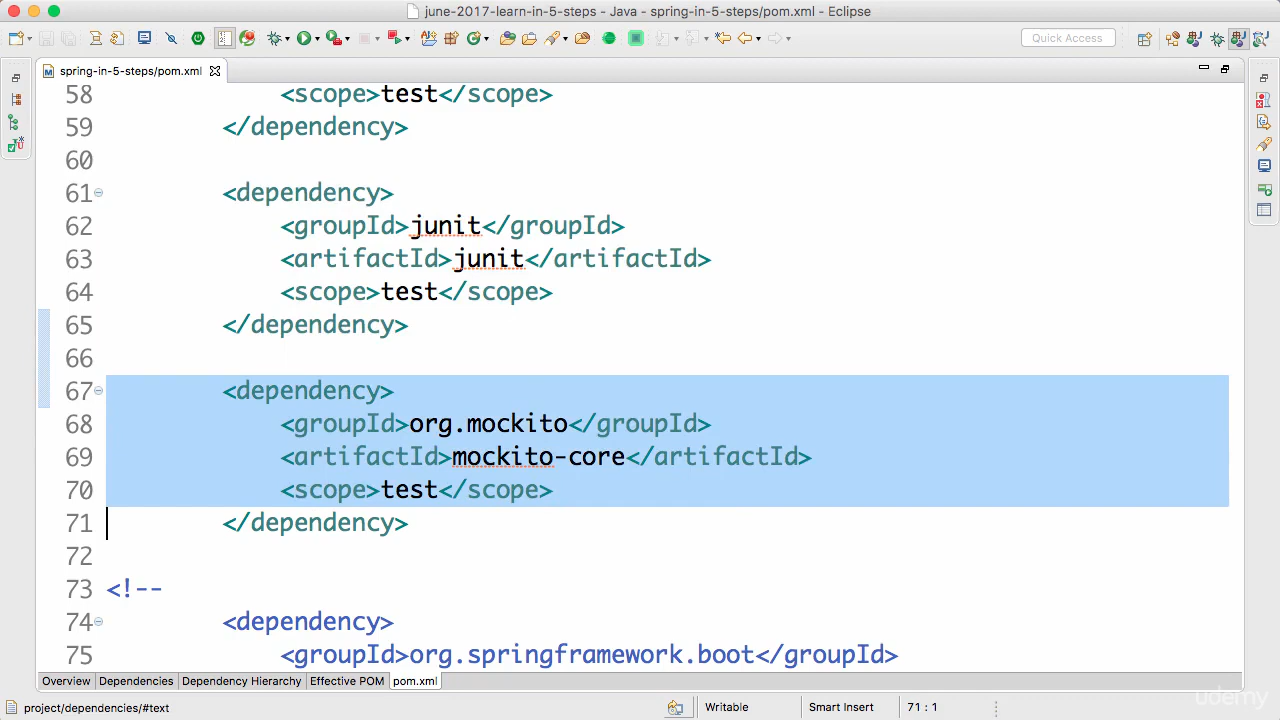 june-2017-learn-in-5-steps - Java - spring-in-5-steps/pom.xml - Eclipse
Quick Access
spring-in-5-steps/pom.xml
58 <scope>test</scope>
59 </dependency>
60
61 <dependency>
62 <groupId>junit</groupId>
63 <artifactId>junit</artifactId>
64 <scope>test</scope>
65 </dependency>
66
67 <dependency>
68 <groupId>org.mockito</groupId>
69 <artifactId>mockito-core</artifactId>
70 <scope>test</scope>
71 </dependency>
72
73 <!--
74 <dependency>
75 <groupId>org.springframework.boot</groupId>
Overview Dependencies Dependency Hierarchy Effective POM pom.xml
project/dependencies/#text Writable Smart Insert 71 : 1
udemy